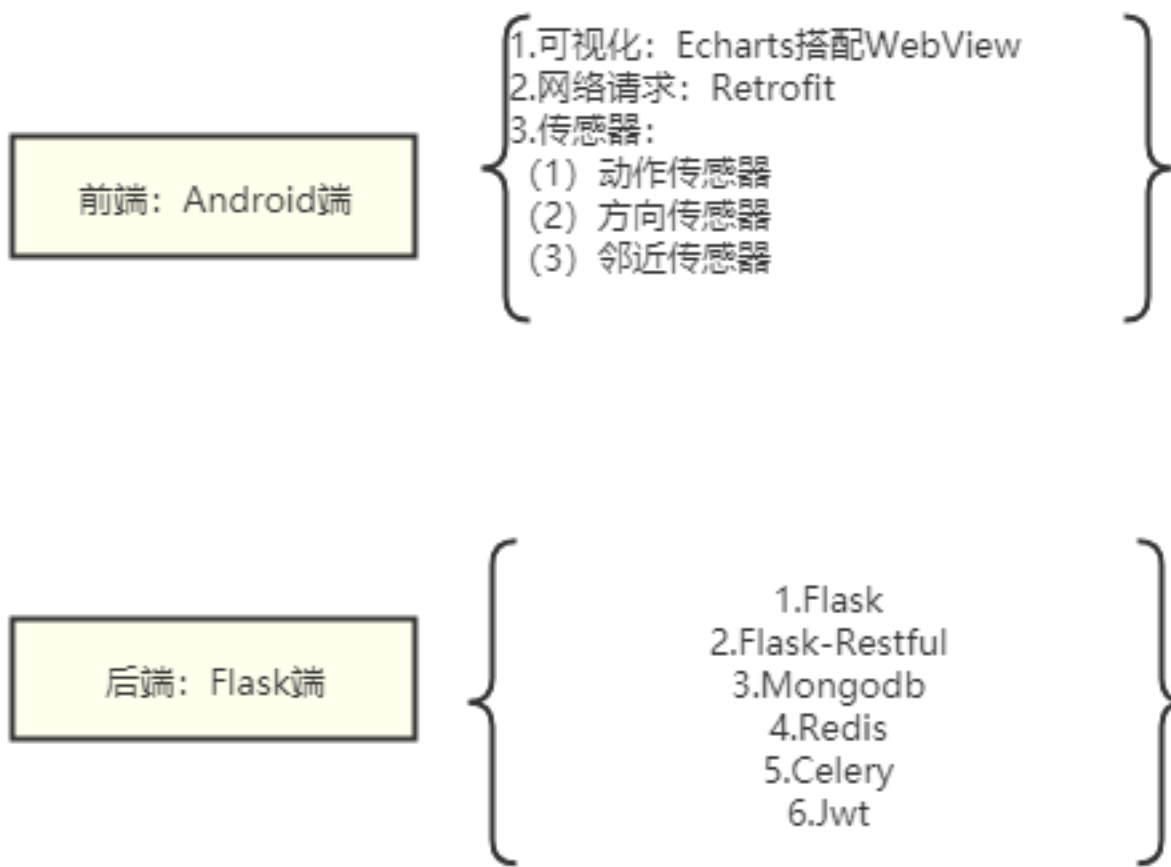 前端：Android端
1.可视化：Echarts搭配WebView
2.网络请求：Retrofit
3.传感器：
（1）动作传感器
（2）方向传感器
（3）邻近传感器
后端：Flask端
1.Flask
2.Flask-Restful
3.Mongodb
4.Redis
5.Celery
6.Jwt